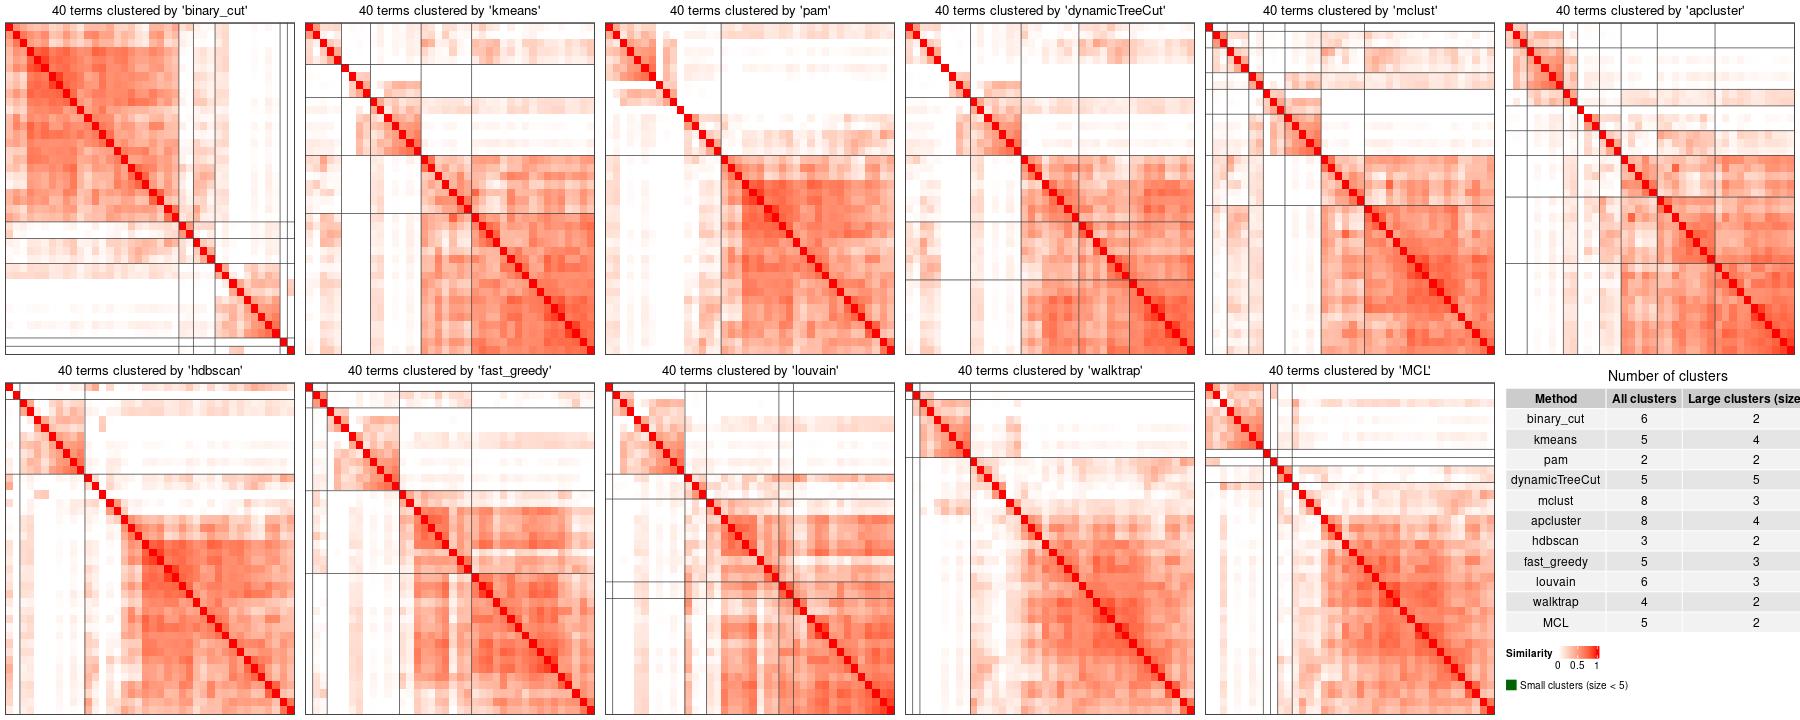 40 terms clustered by 'binary_cut'
40 terms clustered by 'kmeans'
40 terms clustered by 'pam'
40 terms clustered by 'dynamicTreeCut'
40 terms clustered by 'mclust'
40 terms clustered by 'apcluster'
40 terms clustered by 'hdbscan'
40 terms clustered by 'fast_greedy'
40 terms clustered by 'louvain'
40 terms clustered by 'walktrap'
40 terms clustered by 'MCL'
Number of clusters
Method All clusters Large clusters (size
binary_cut 6 2
kmeans 5 4
pam 2 2
dynamicTreeCut 5 5
mclust 8 3
apcluster 8 4
hdbscan 3 2
fast_greedy 5 3
louvain 6 3
walktrap 4 2
MCL 5 2
Similarity
0 0.5 1
Small clusters (size < 5)